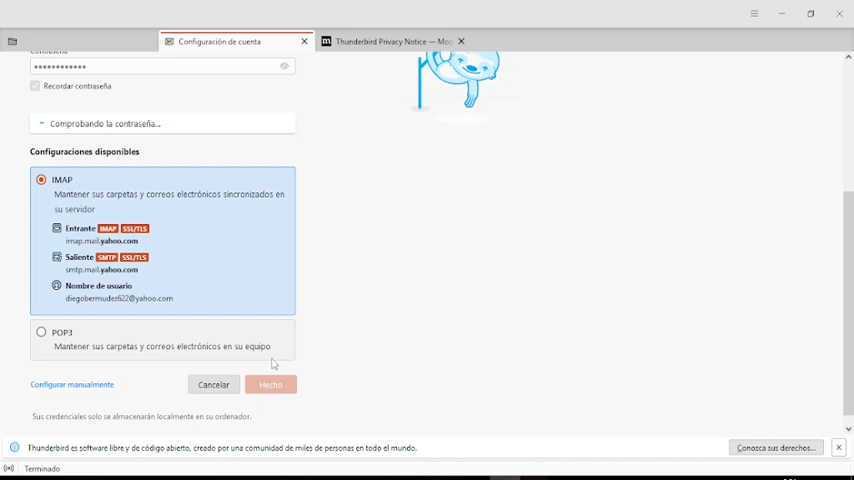 Configuración de cuenta
Thunderbird Privacy Notice — Mo
Contraseña
Recordar contraseña
Comprobando la contraseña...
Configuraciones disponibles
IMAP
Mantener sus carpetas y correos electrónicos sincronizados en
su servidor
Entrante IMAP SSL/TLS
imap.mail.yahoo.com
Saliente SMTP SSL/TLS
smtp.mail.yahoo.com
Nombre de usuario
diegobermudez622@yahoo.com
POP3
Mantener sus carpetas y correos electrónicos en su equipo
Configurar manualmente Cancelar Hecho
Sus credenciales solo se almacenarán localmente en su ordenador.
Thunderbird es software libre y de código abierto, creado por una comunidad de miles de personas en todo el mundo. Conozca sus derechos...
Terminado